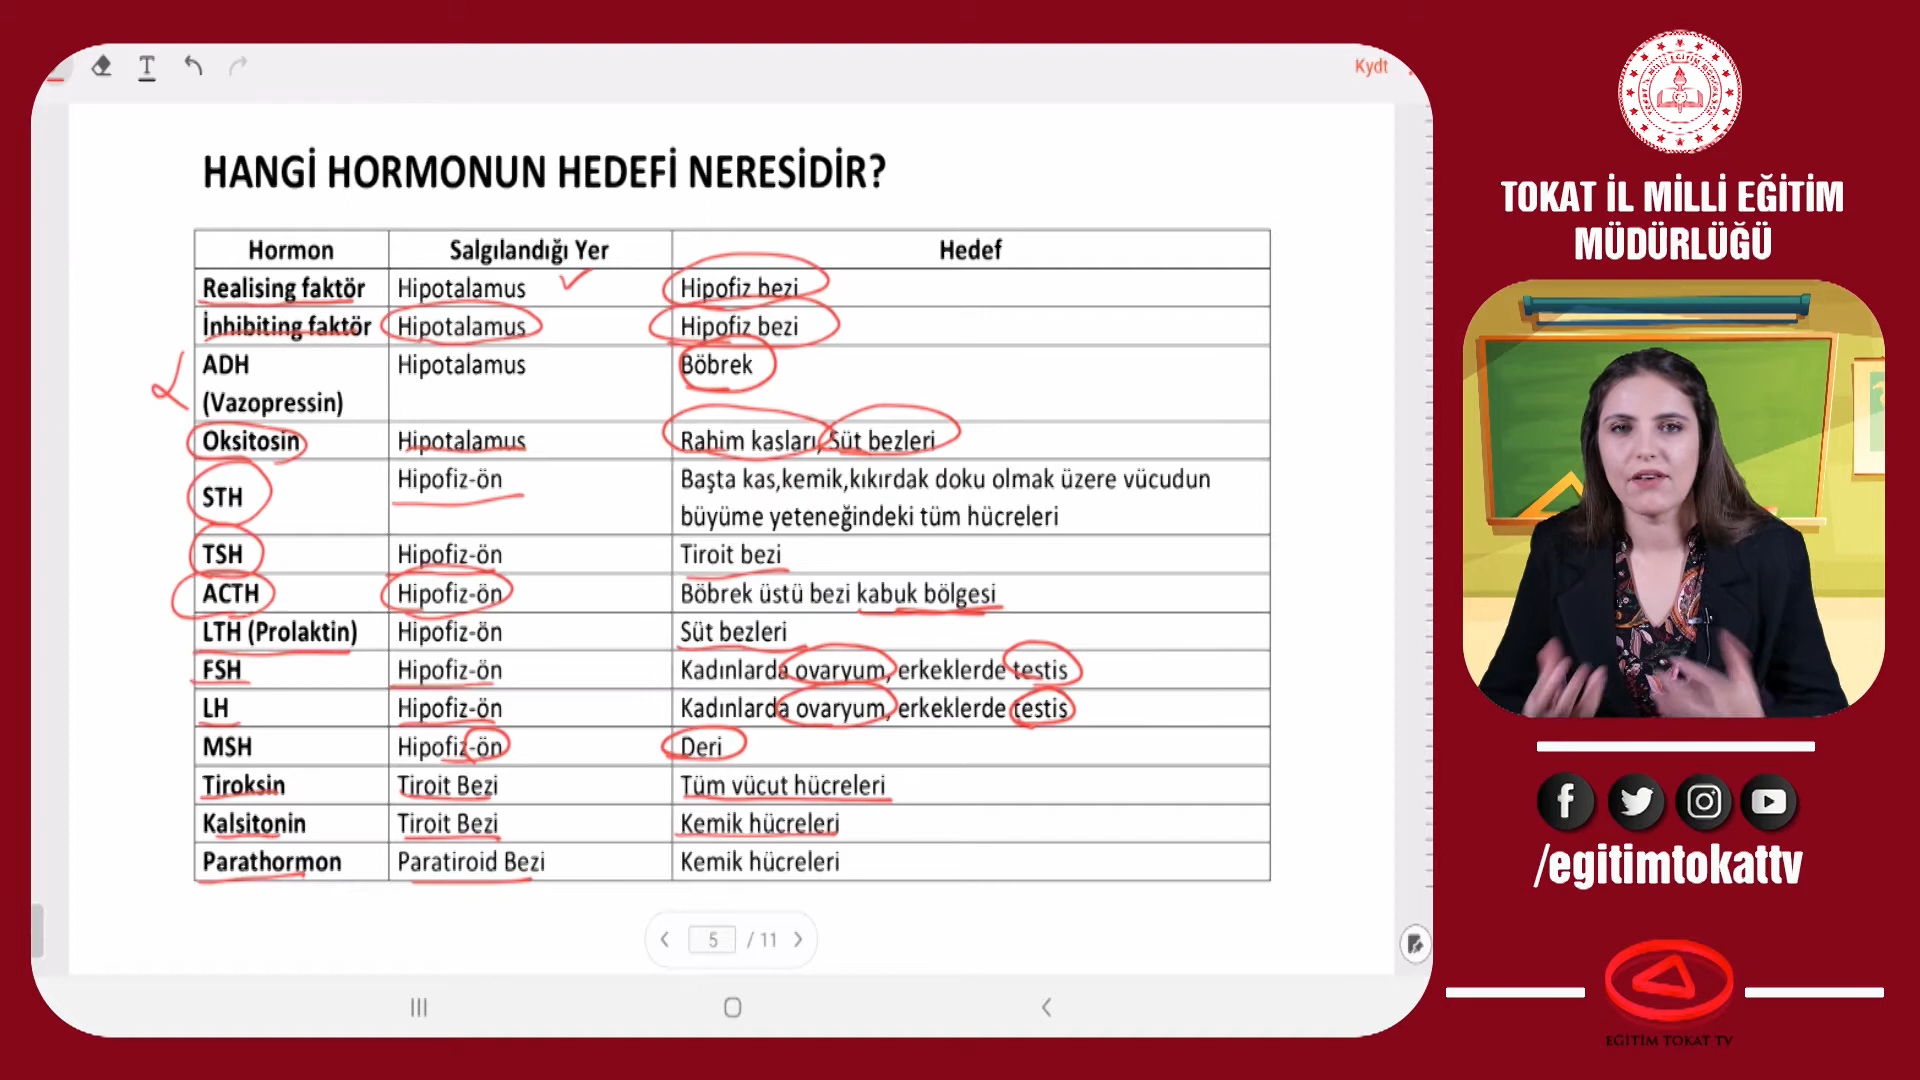 Kydt
HANGİ HORMONUN HEDEFİ NERESİDİR?
Hormon Salgılandığı Yer Hedef
Realising faktör Hipotalamus Hipofiz bezi
İnhibiting faktör Hipotalamus Hipofiz bezi
ADH Hipotalamus Böbrek
(Vazopressin)
Oksitosin Hipotalamus Rahim kasları, Süt bezleri
STH Hipofiz-ön Başta kas,kemik,kıkırdak doku olmak üzere vücudun
büyüme yeteneğindeki tüm hücreleri
TSH Hipofiz-ön Tiroit bezi
ACTH Hipofiz-ön Böbrek üstü bezi kabuk bölgesi
LTH (Prolaktin) Hipofiz-ön Süt bezleri
FSH Hipofiz-ön Kadınlarda ovaryum, erkeklerde testis
LH Hipofiz-ön Kadınlarda ovaryum, erkeklerde testis
MSH Hipofiz-ön Deri
Tiroksin Tiroit Bezi Tüm vücut hücreleri
Kalsitonin Tiroit Bezi Kemik hücreleri
Parathormon Paratiroid Bezi Kemik hücreleri
5 / 11
TOKAT İL MİLLİ EĞİTİM
MÜDÜRLÜĞÜ
/egitimtokattv
EĞİTİM TOKAT TV